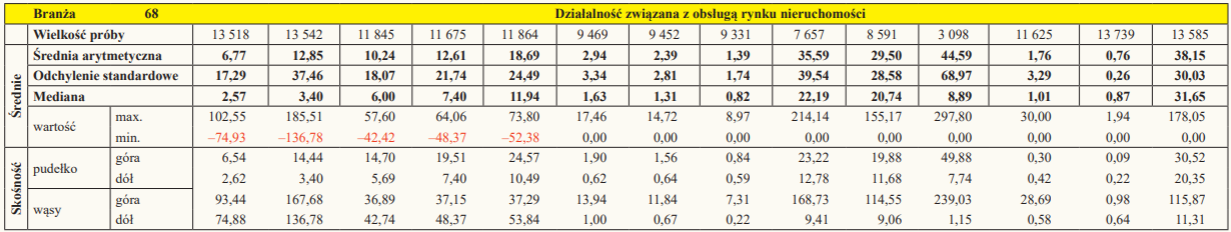 Branża 68 Działalność związana z obsługą rynku nieruchomości
Wielkość próby 13 518 13 542 11 845 11 675 11 864 9 469 9 452 9 331 7 657 8 591 3 098 11 625 13 739 13 585
Średnie
Średnia arytmetyczna 6,77 12,85 10,24 12,61 18,69 2,94 2,39 1,39 35,59 29,50 44,59 1,76 0,76 38,15
Odchylenie standardowe 17,29 37,46 18,07 21,74 24,49 3,34 2,81 1,74 39,54 28,58 68,97 3,29 0,26 30,03
Mediana 2,57 3,40 6,00 7,40 11,94 1,63 1,31 0,82 22,19 20,74 8,89 1,01 0,87 31,65
wartość max. 102,55 185,51 57,60 64,06 73,80 17,46 14,72 8,97 214,14 155,17 297,80 30,00 1,94 178,05
min. –74,93 –136,78 –42,42 –48,37 –52,38 0,00 0,00 0,00 0,00 0,00 0,00 0,00 0,00 0,00
Skośność
pudełko góra 6,54 14,44 14,70 19,51 24,57 1,90 1,56 0,84 23,22 19,88 49,88 0,30 0,09 30,52
dół 2,62 3,40 5,69 7,40 10,49 0,62 0,64 0,59 12,78 11,68 7,74 0,42 0,22 20,35
wąsy góra 93,44 167,68 36,89 37,15 37,29 13,94 11,84 7,31 168,73 114,55 239,03 28,69 0,98 115,87
dół 74,88 136,78 42,74 48,37 53,84 1,00 0,67 0,22 9,41 9,06 1,15 0,58 0,64 11,31